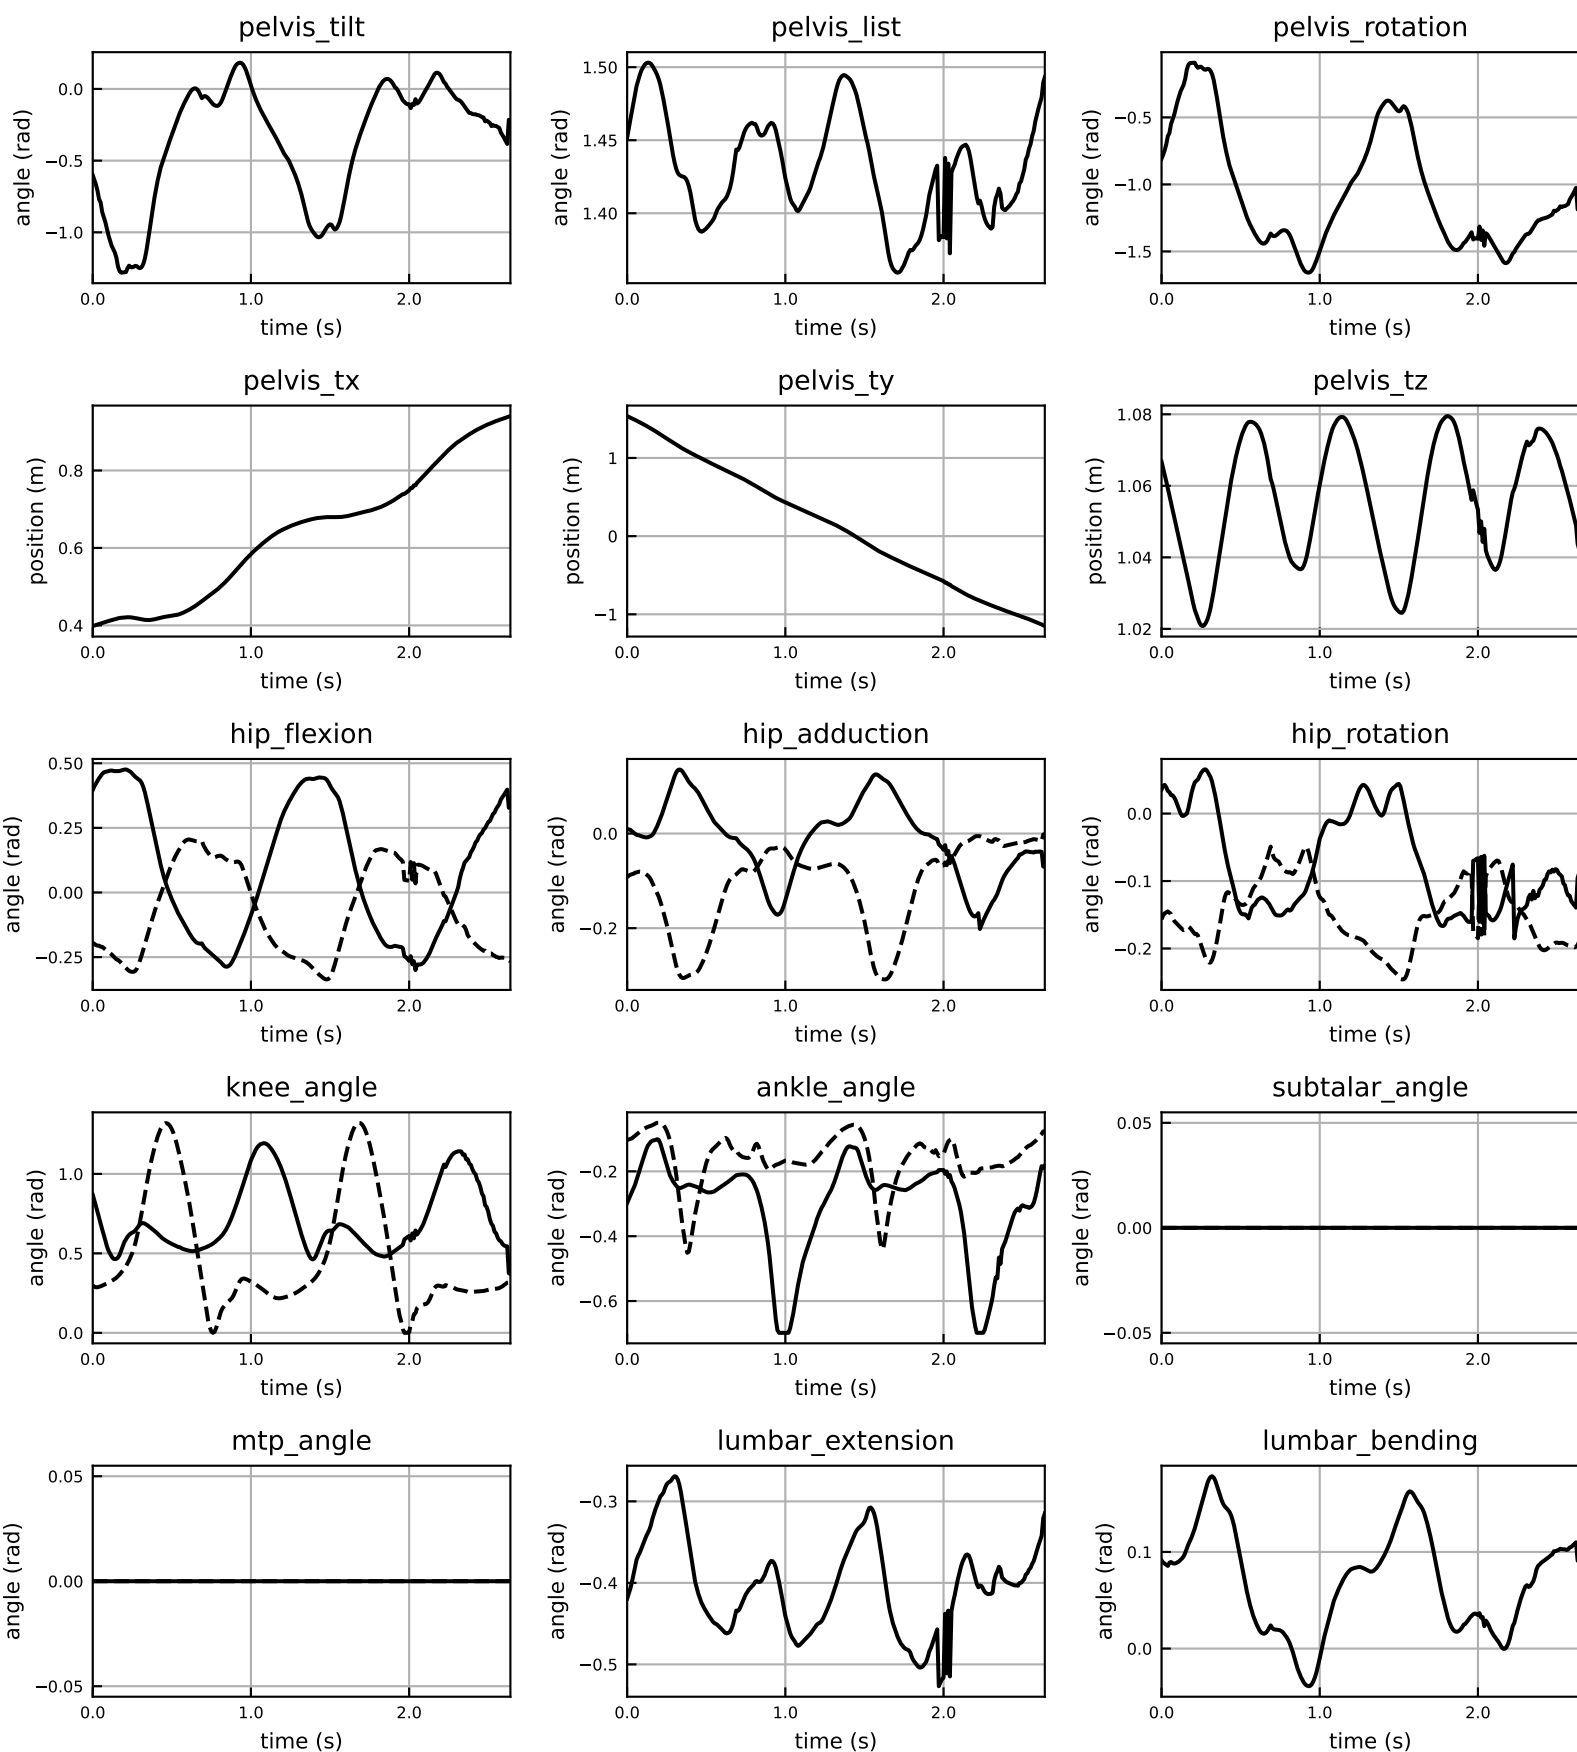 pelvis_tilt
angle (rad)
0.0
−0.5
−1.0
0.0 1.0 2.0
time (s)
pelvis_list
angle (rad)
1.50
1.45
1.40
0.0 1.0 2.0
time (s)
pelvis_rotation
angle (rad)
−0.5
−1.0
−1.5
0.0 1.0 2.0
time (s)
pelvis_tx
position (m)
0.8
0.6
0.4
0.0 1.0 2.0
time (s)
pelvis_ty
position (m)
1
0
−1
0.0 1.0 2.0
time (s)
pelvis_tz
position (m)
1.08
1.06
1.04
1.02
0.0 1.0 2.0
time (s)
hip_flexion
angle (rad)
0.50
0.25
0.00
−0.25
0.0 1.0 2.0
time (s)
hip_adduction
angle (rad)
0.0
−0.2
0.0 1.0 2.0
time (s)
hip_rotation
angle (rad)
0.0
−0.1
−0.2
0.0 1.0 2.0
time (s)
knee_angle
angle (rad)
1.0
0.5
0.0
0.0 1.0 2.0
time (s)
ankle_angle
angle (rad)
−0.2
−0.4
−0.6
0.0 1.0 2.0
time (s)
subtalar_angle
angle (rad)
0.05
0.00
−0.05
0.0 1.0 2.0
time (s)
mtp_angle
angle (rad)
0.05
0.00
−0.05
0.0 1.0 2.0
time (s)
lumbar_extension
angle (rad)
−0.3
−0.4
−0.5
0.0 1.0 2.0
time (s)
lumbar_bending
angle (rad)
0.1
0.0
0.0 1.0 2.0
time (s)